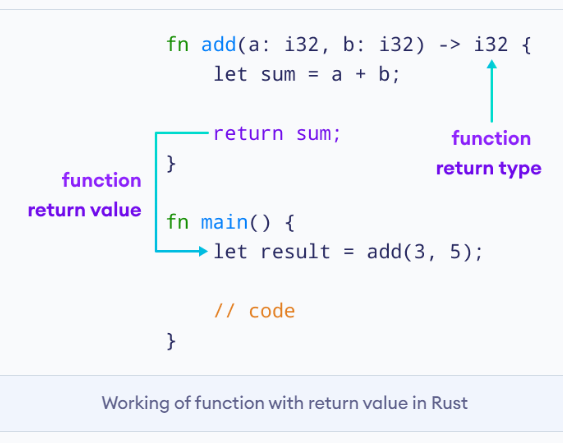 fn add(a: i32, b: i32) -> i32 {
let sum = a + b;
return sum;
function
return type
}
function
return value
fn main() {
let result = add(3, 5);
// code
}
Working of function with return value in Rust